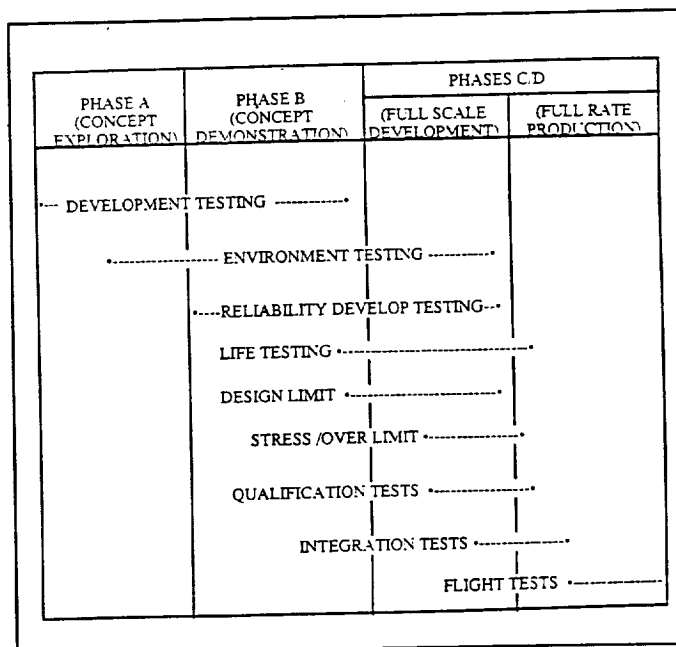 PHASE A
(CONCEPT
EXPLORATION)
PHASE B
(CONCEPT
DEMONSTRATION)
PHASES C/D
(FULL SCALE
DEVELOPMENT)
(FULL RATE
PRODUCTION)
DEVELOPMENT TESTING
ENVIRONMENT TESTING
RELIABILITY DEVELOP TESTING
LIFE TESTING
DESIGN LIMIT
STRESS /OVER LIMIT
QUALIFICATION TESTS
INTEGRATION TESTS
FLIGHT TESTS